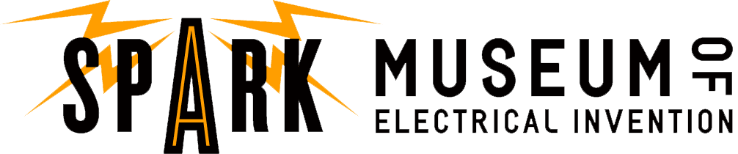 SPARK
MUSEUM OF
ELECTRICAL INVENTION